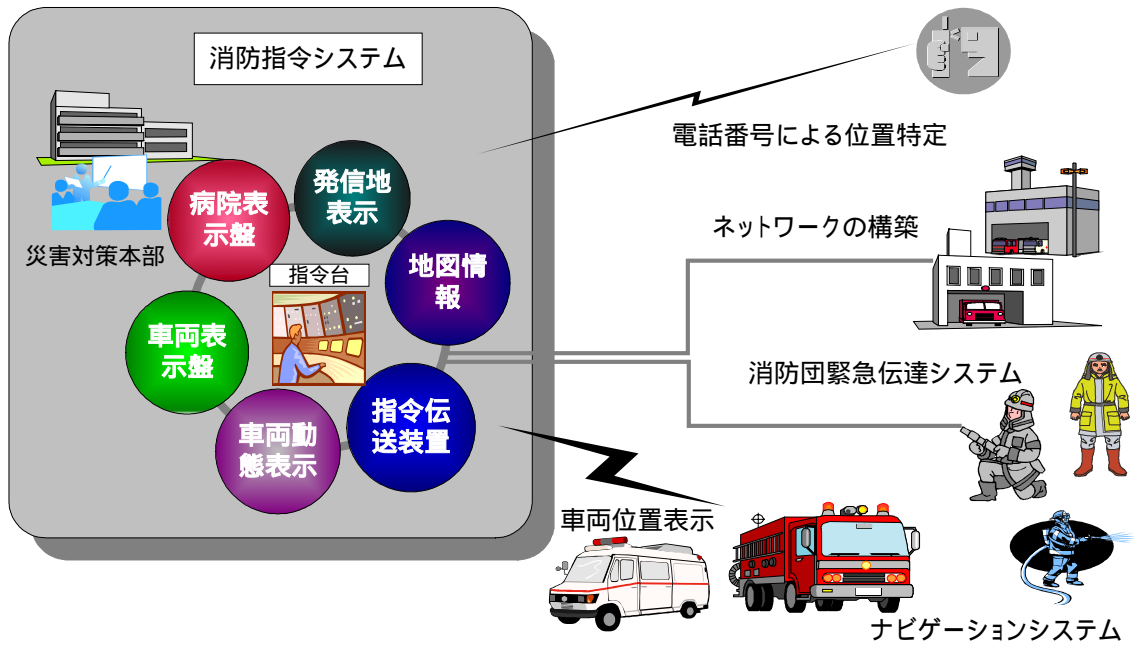 消防指令システム
電話番号による位置特定
発信地
表示
病院表
示盤
ネットワークの構築
災害対策本部
地図情
報
指令台
車両表
示盤
消防団緊急伝達システム
指令伝
送装置
車両動
態表示
車両位置表示
ナビゲーションシステム